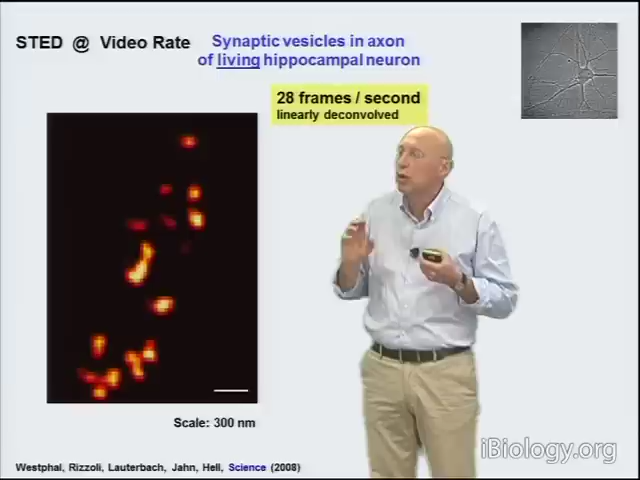 STED @ Video Rate
Synaptic vesicles in axon
of living hippocampal neuron
28 frames / second
linearly deconvolved
Scale: 300 nm
iBiology.org
Westphal, Rizzoli, Lauterbach, Jahn, Hell, Science (2008)